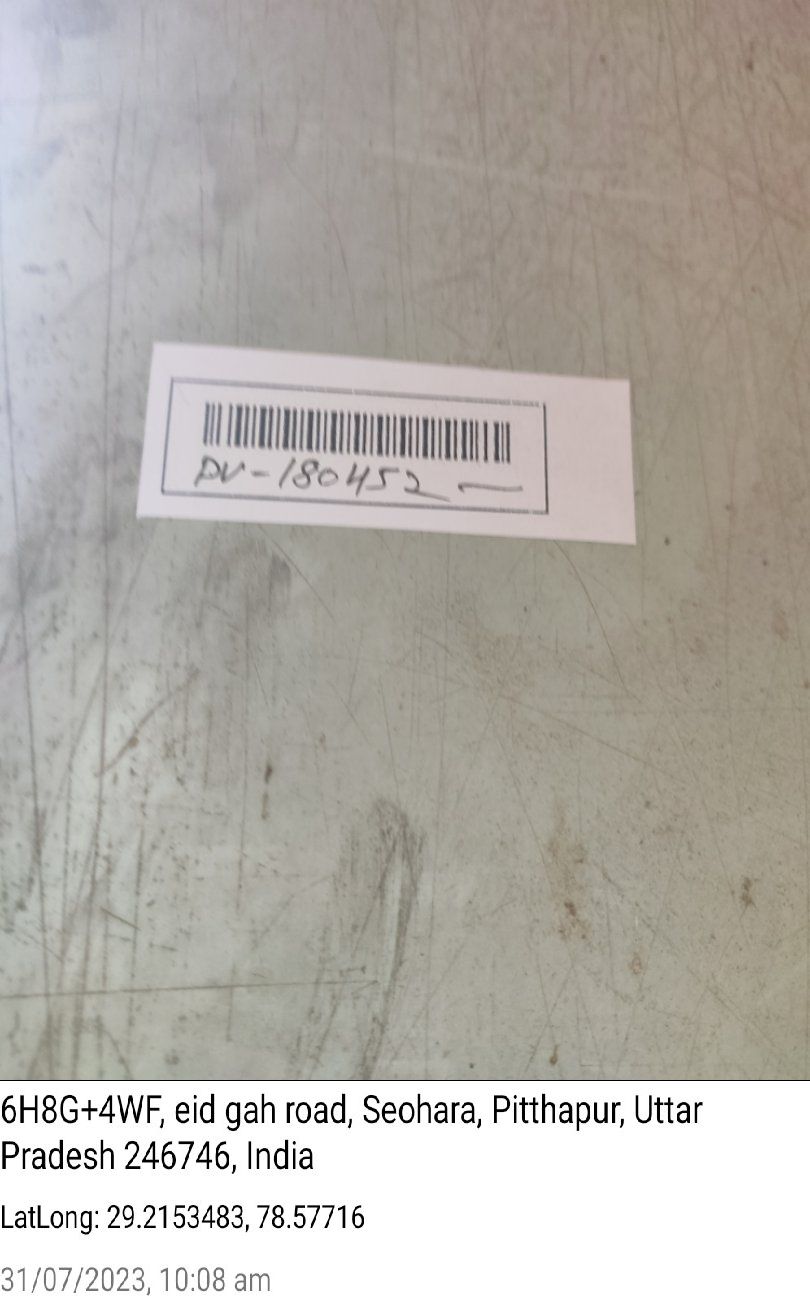 PV-180452
6H8G+4WF, eid gah road, Seohara, Pitthapur, Uttar
Pradesh 246746, India
LatLong: 29.2153483, 78.57716
31/07/2023, 10:08 am